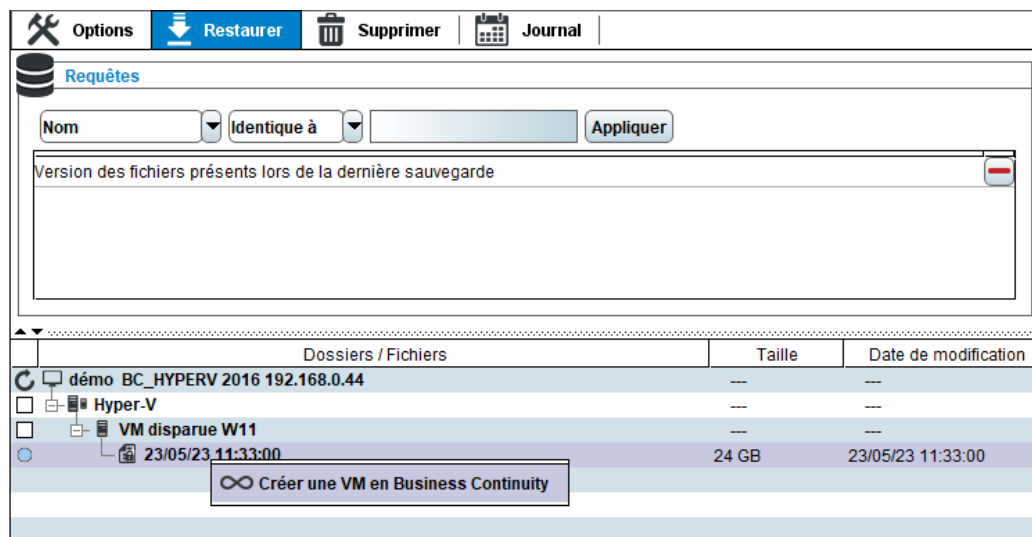 Options Restaurer Supprimer Journal
Requêtes
Nom Identique à Appliquer
Version des fichiers présents lors de la dernière sauvegarde
Dossiers / Fichiers Taille Date de modification
démo BC_HYPERV 2016 192.168.0.44 --- ---
Hyper-V --- ---
VM disparue W11 --- ---
23/05/23 11:33:00 24 GB 23/05/23 11:33:00
Créer une VM en Business Continuity